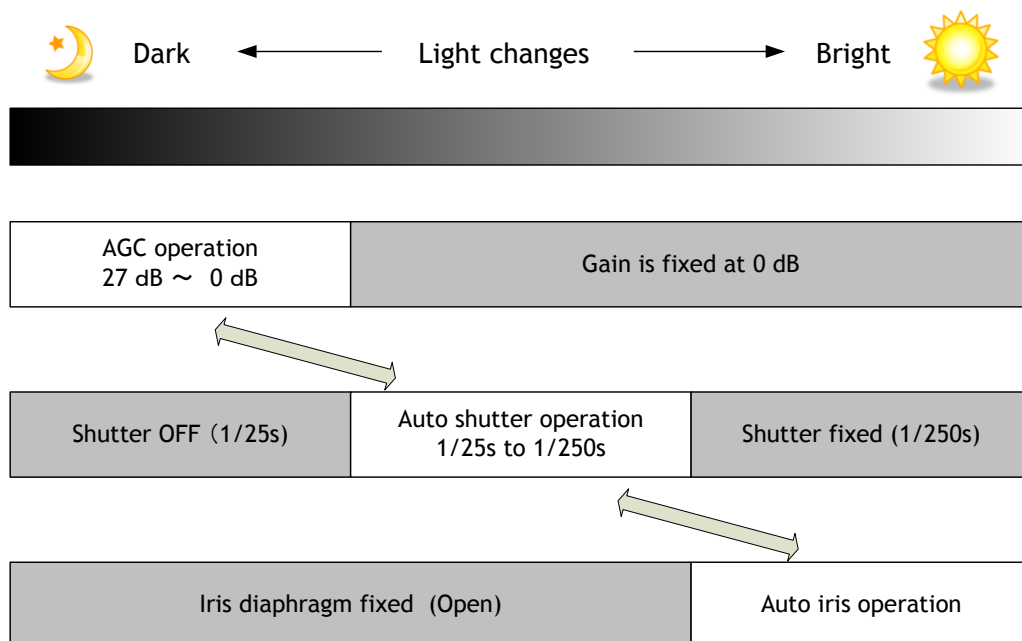 Dark Light changes Bright
AGC operation
27 dB ～ 0 dB
Gain is fixed at 0 dB
Shutter OFF（1/25s）
Auto shutter operation
1/25s to 1/250s
Shutter fixed (1/250s)
Iris diaphragm fixed (Open)
Auto iris operation